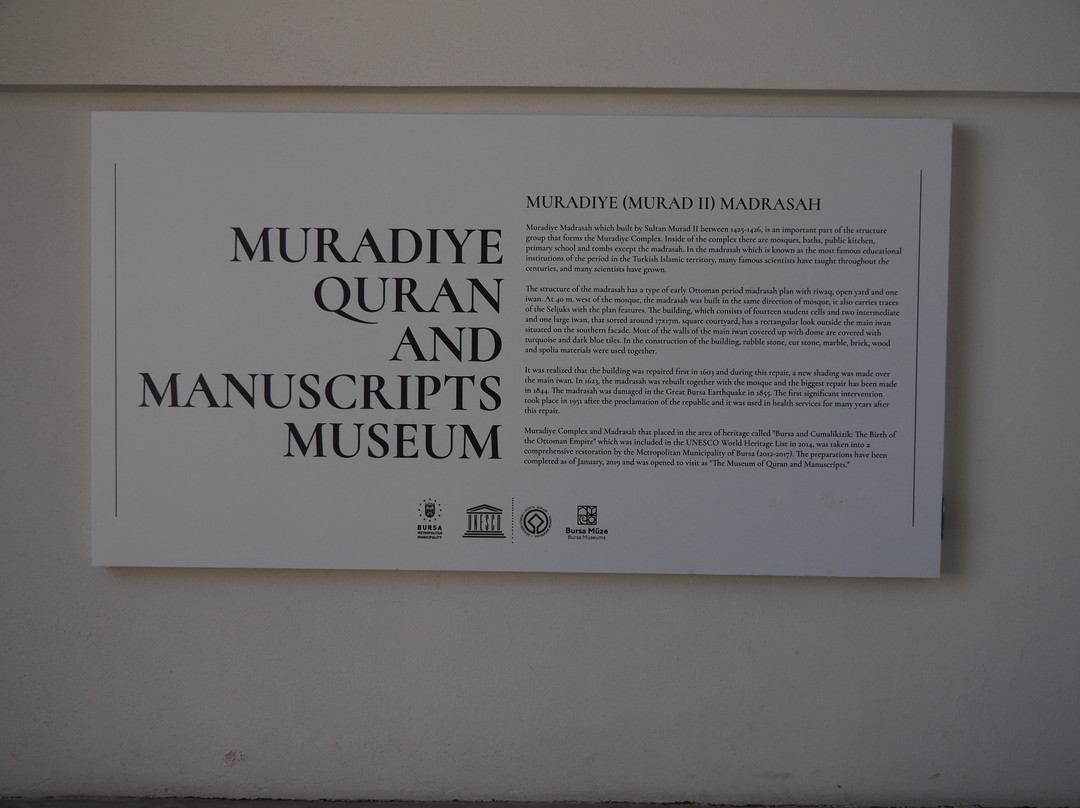 MURADIYE
QURAN
AND
MANUSCRIPTS
MUSEUM
MURADIYE (MURAD II) MADRASAH
Muradiye Madrasah which built by Sultan Murad II between 1425-1426, is an important part of the structure
group that forms the Muradiye Complex. Inside of the complex there are mosques, baths, public kitchen,
primary school and tombs except the madrasah. In the madrasah which is known as the most famous educational
institutions of the period in the Turkish Islamic territory, many famous scientists have taught throughout the
centuries, and many scientists have grown.
The structure of the madrasah has a type of early Ottoman period madrasah plan with riwaq, open yard and one
iwan. At 40 m. west of the mosque, the madrasah was built in the same direction of mosque, it also carries traces
of the Seljuks with the plan features. The building, which consists of fourteen student cells and two intermediate
and one large iwan, that sorted around 17x17m. square courtyard, has a rectangular look outside the main iwan
situated on the southern facade. Most of the walls of the main iwan covered up with dome are covered with
turquoise and dark blue tiles. In the construction of the building, rubble stone, cut stone, marble, brick, wood
and spolia materials were used together.
It was realized that the building was repaired first in 1603 and during this repair, a new shading was made over
the main iwan. In 1623, the madrasah was rebuilt together with the mosque and the biggest repair has been made
in 1844. The madrasah was damaged in the Great Bursa Earthquake in 1855. The first significant intervention
took place in 1951 after the proclamation of the republic and it was used in health services for many years after
this repair.
Muradiye Complex and Madrasah that placed in the area of heritage called "Bursa and Cumalikizik: The Birth of
the Ottoman Empire" which was included in the UNESCO World Heritage List in 2014, was taken into a
comprehensive restoration by the Metropolitan Municipality of Bursa (2012-2017). The preparations have been
completed as of January, 2019 and was opened to visit as "The Museum of Quran and Manuscripts."
BURSA
METROPOLITAN
MUNICIPALITY
UNESCO
Bursa Müze
Bursa Museums